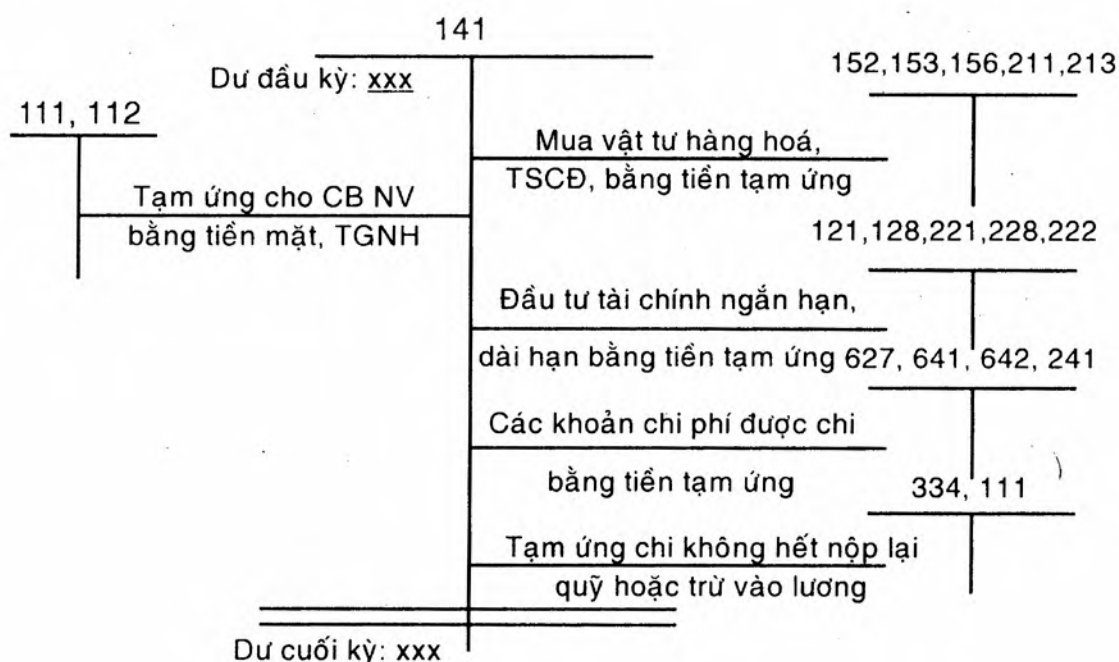 141
Dư đầu kỳ: xxx
152,153,156,211,213
111, 112
Mua vật tư hàng hoá,
TSCĐ, bằng tiền tạm ứng
Tạm ứng cho CB NV
bằng tiền mặt, TGNH
121,128,221,228,222
Đầu tư tài chính ngắn hạn,
dài hạn bằng tiền tạm ứng
627, 641, 642, 241
Các khoản chi phí được chi
bằng tiền tạm ứng
334, 111
Tạm ứng chi không hết nộp lại
quỹ hoặc trừ vào lương
Dư cuối kỳ: xxx